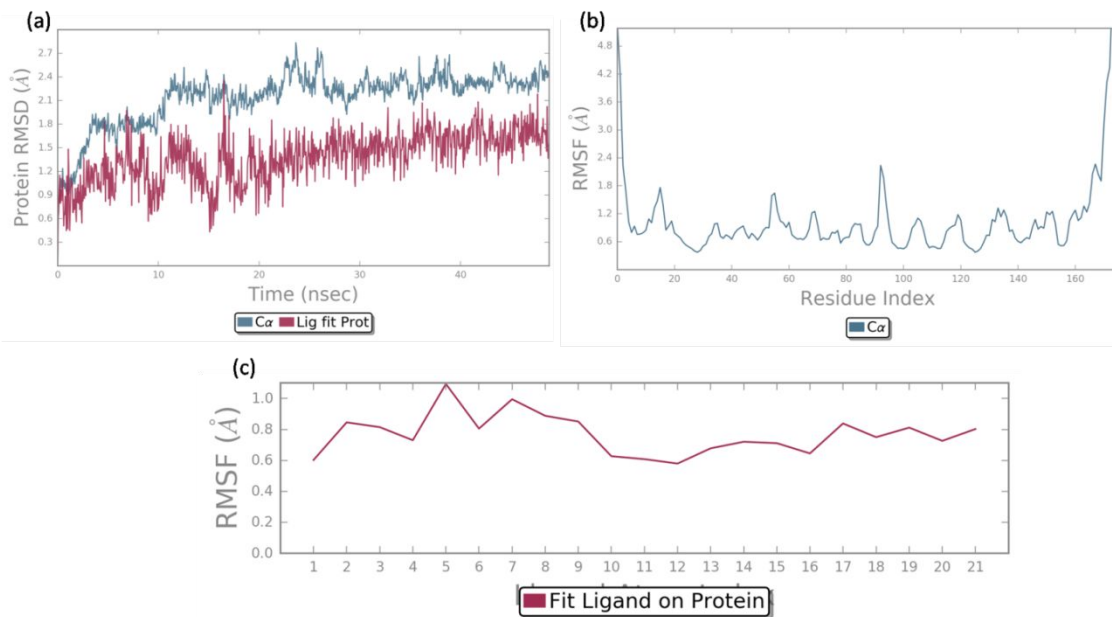 (a)
Protein RMSD (Å)
2.7
2.4
2.1
1.8
1.5
1.2
0.9
0.6
0.3
0 10 20 30 40
Time (nsec)
Cα Lig fit Prot
(b)
RMSF (Å)
4.8
4.2
3.6
3.0
2.4
1.8
1.2
0.6
0 20 40 60 80 100 120 140 160
Residue Index
Cα
(c)
RMSF (Å)
1.0
0.8
0.6
0.4
0.2
0.0
1 2 3 4 5 6 7 8 9 10 11 12 13 14 15 16 17 18 19 20 21
Fit Ligand on Protein